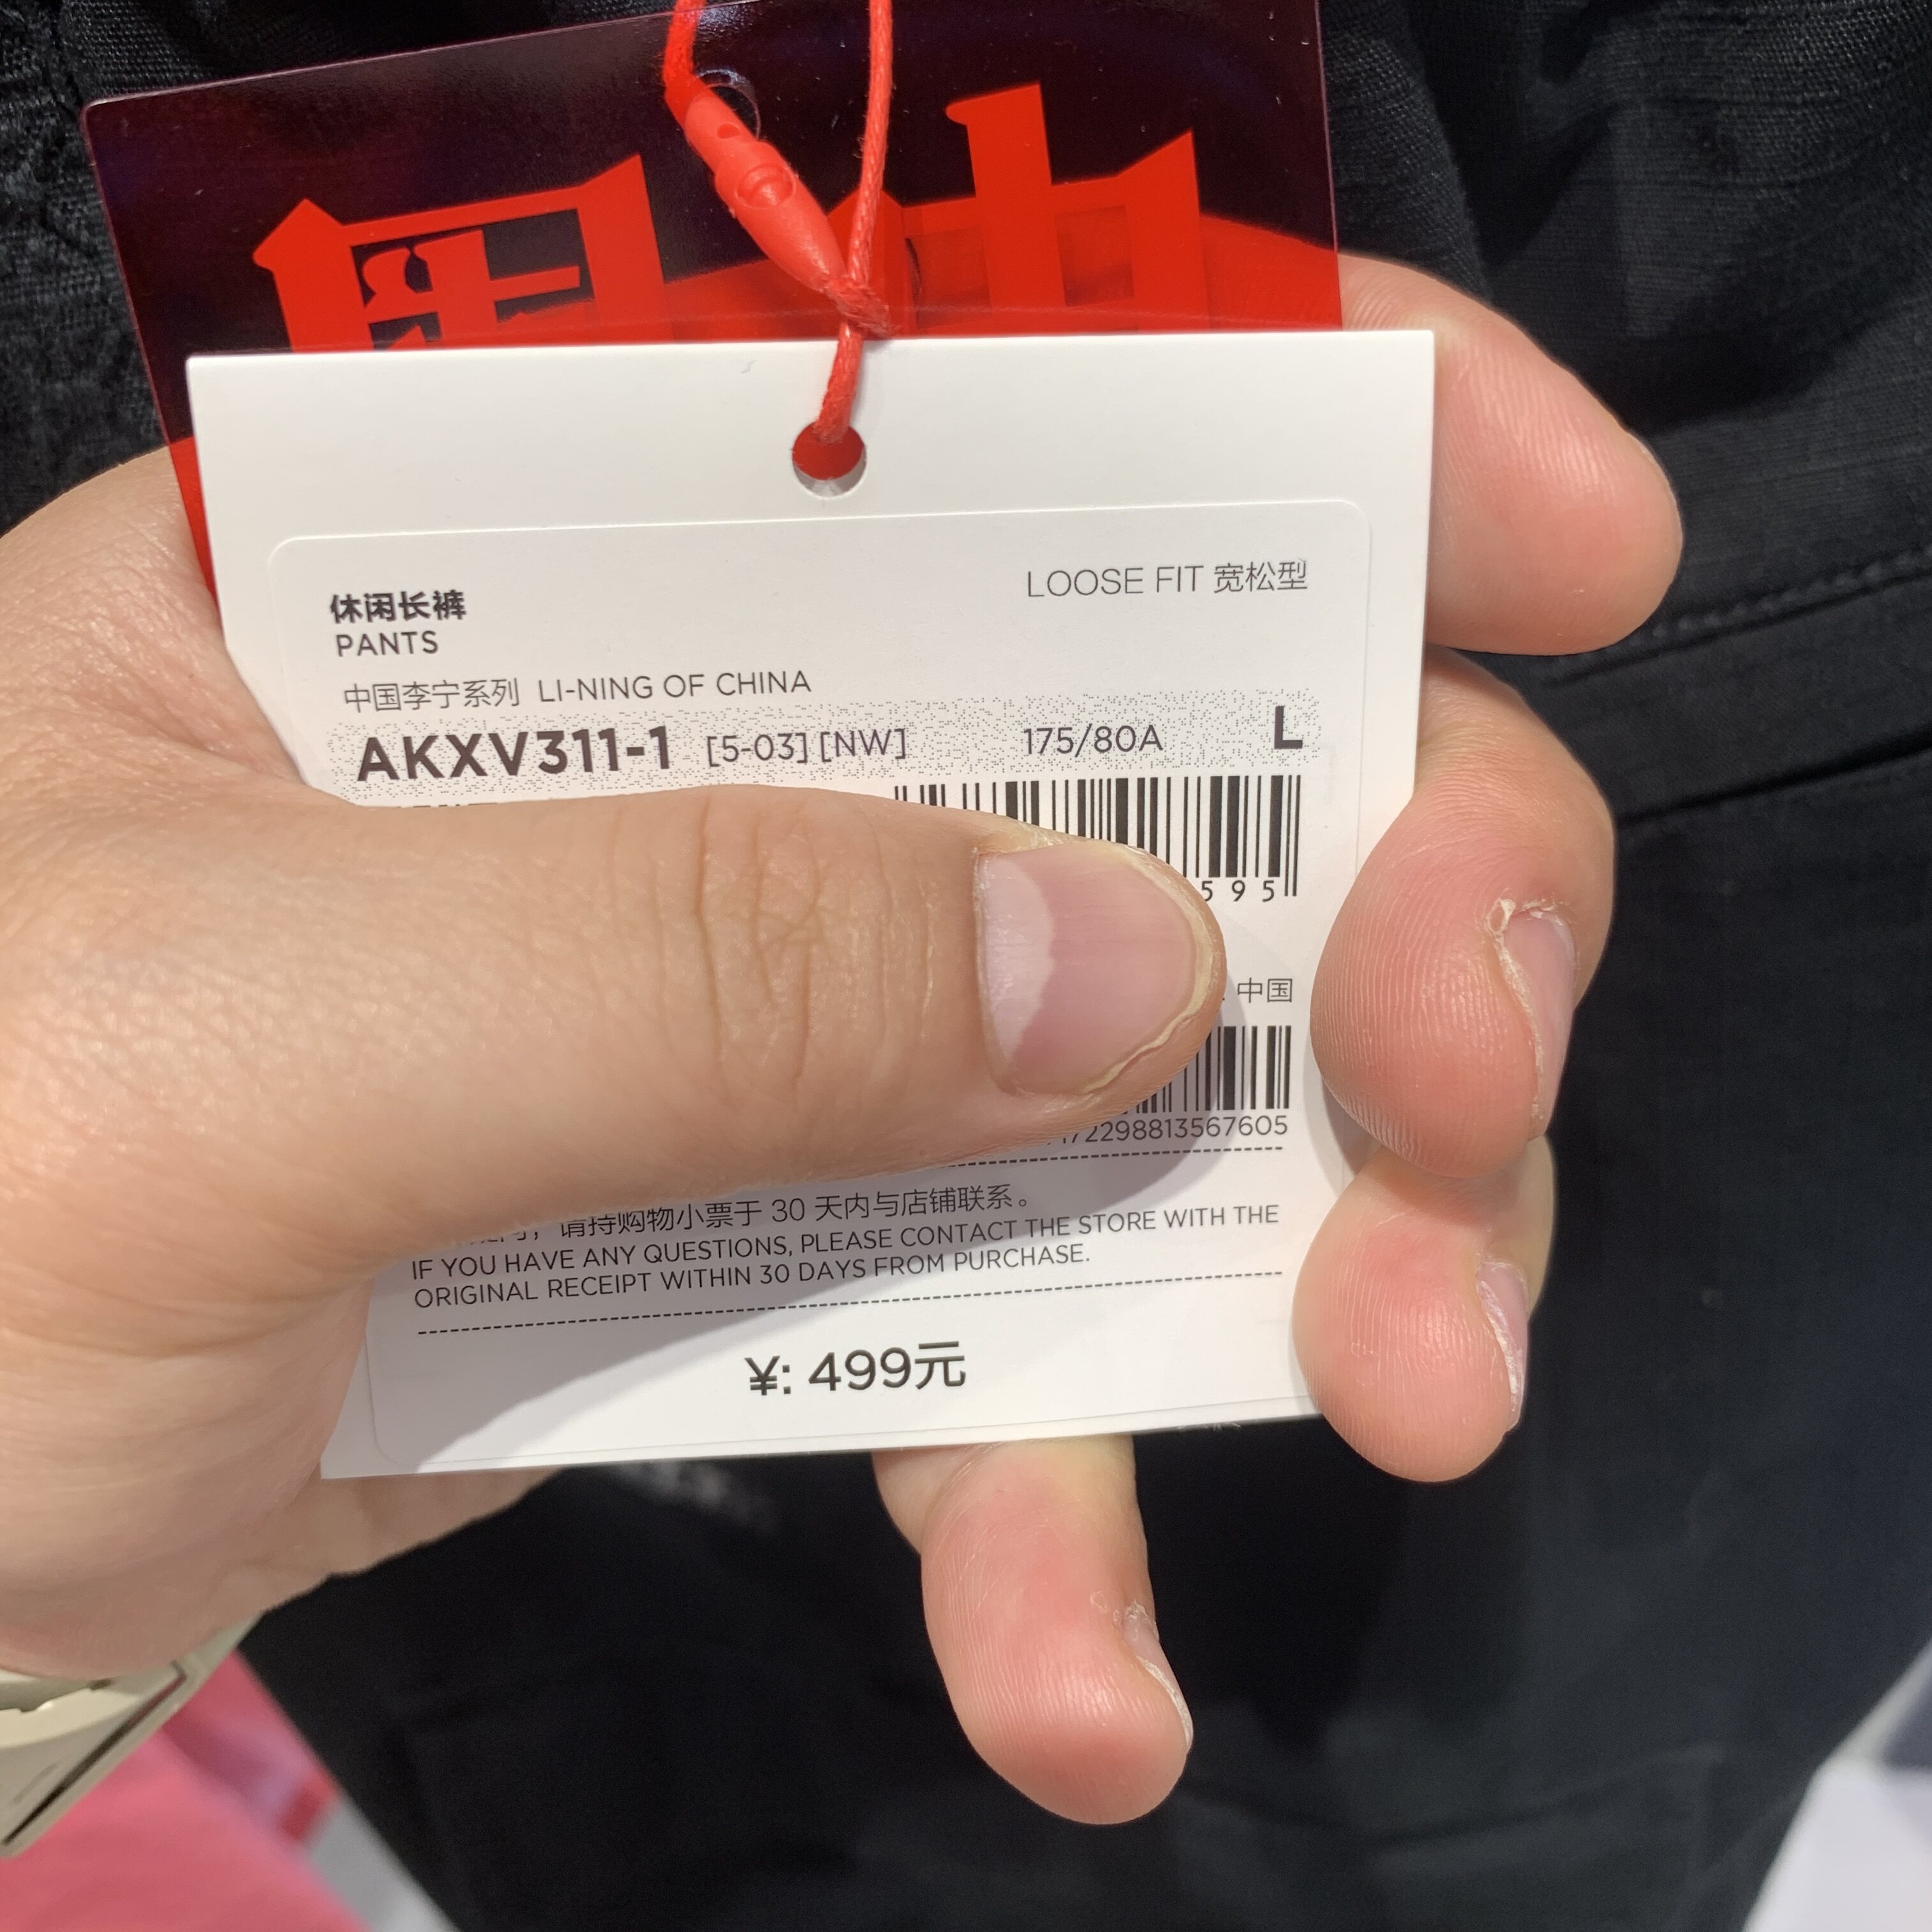 中国
休闲长裤
LOOSE FIT 宽松型
PANTS
中国李宁系列 LI-NING OF CHINA
AKXV311-1 [5-03] [NW] 175/80A L
595
中国
72298813567605
请持购物小票于 30 天内与店铺联系。
IF YOU HAVE ANY QUESTIONS, PLEASE CONTACT THE STORE WITH THE
ORIGINAL RECEIPT WITHIN 30 DAYS FROM PURCHASE.
¥: 499元